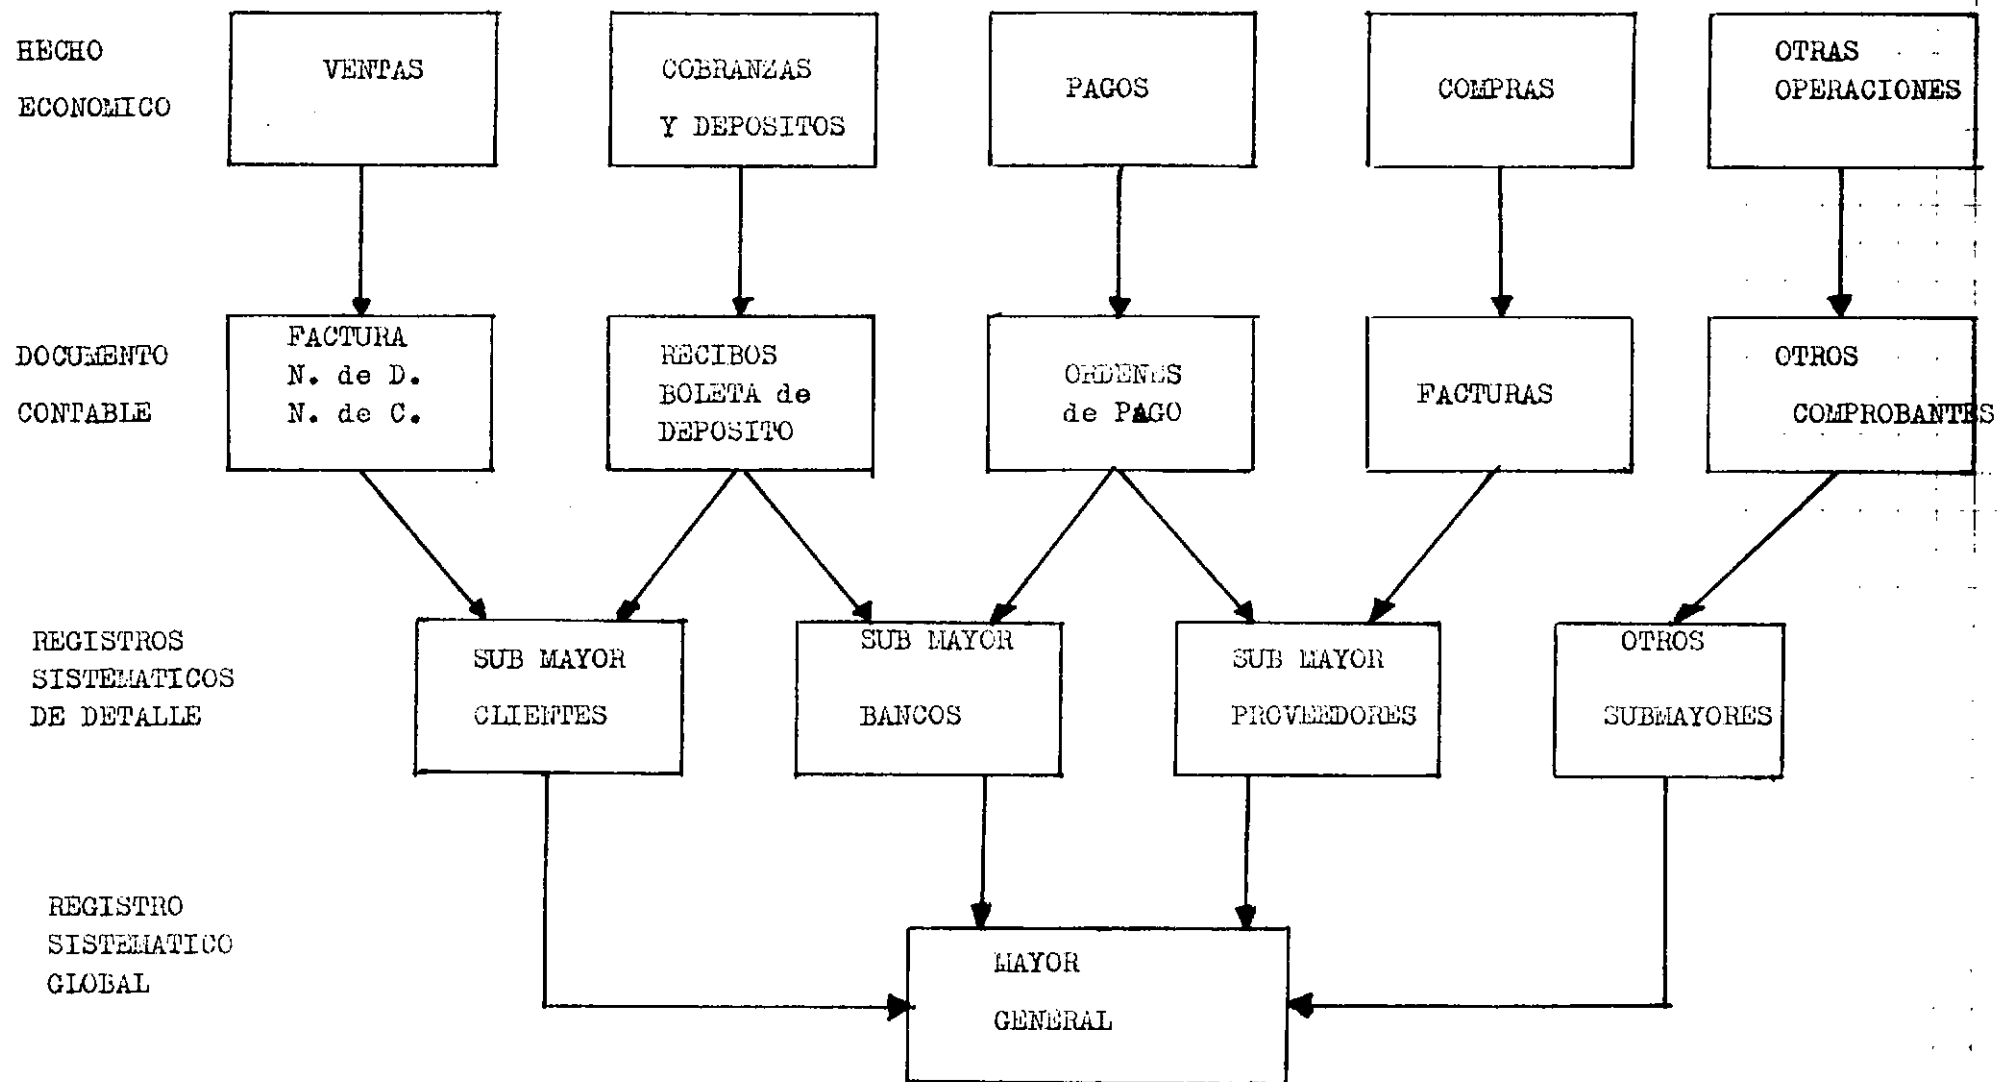 HECHO
ECONOMICO
VENTAS
COBRANZAS
Y DEPOSITOS
PAGOS
COMPRAS
OTRAS
OPERACIONES
DOCUMENTO
CONTABLE
FACTURA
N. de D.
N. de C.
RECIBOS
BOLETA de
DEPOSITO
ORDENES
de PAGO
FACTURAS
OTROS
COMPROBANTES
REGISTROS
SISTEMATICOS
DE DETALLE
SUB MAYOR
CLIENTES
SUB MAYOR
BANCOS
SUB MAYOR
PROVEEDORES
OTROS
SUBMAYORES
REGISTRO
SISTEMATICO
GLOBAL
MAYOR
GENERAL